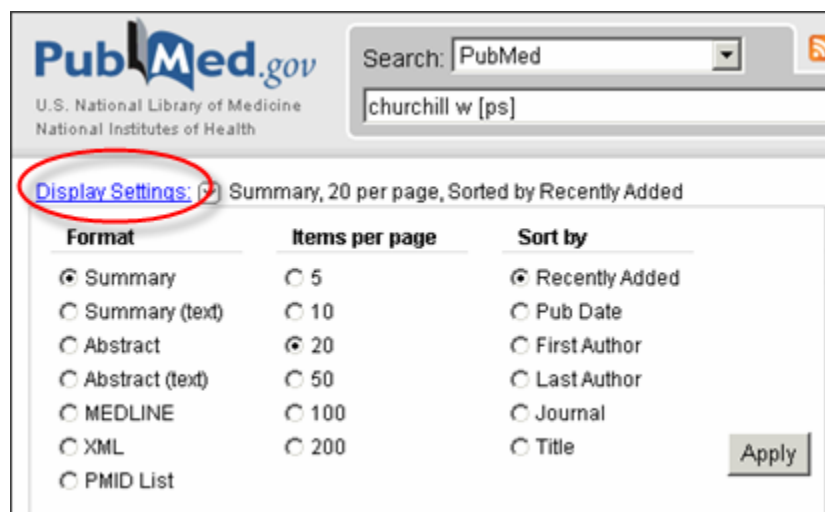 PubMed.gov
U.S. National Library of Medicine
National Institutes of Health
Search: PubMed
churchill w [ps]
Display Settings: Summary, 20 per page, Sorted by Recently Added
Format Items per page Sort by
Summary 5 Recently Added
Summary (text) 10 Pub Date
Abstract 20 First Author
Abstract (text) 50 Last Author
MEDLINE 100 Journal
XML 200 Title
Apply
PMID List